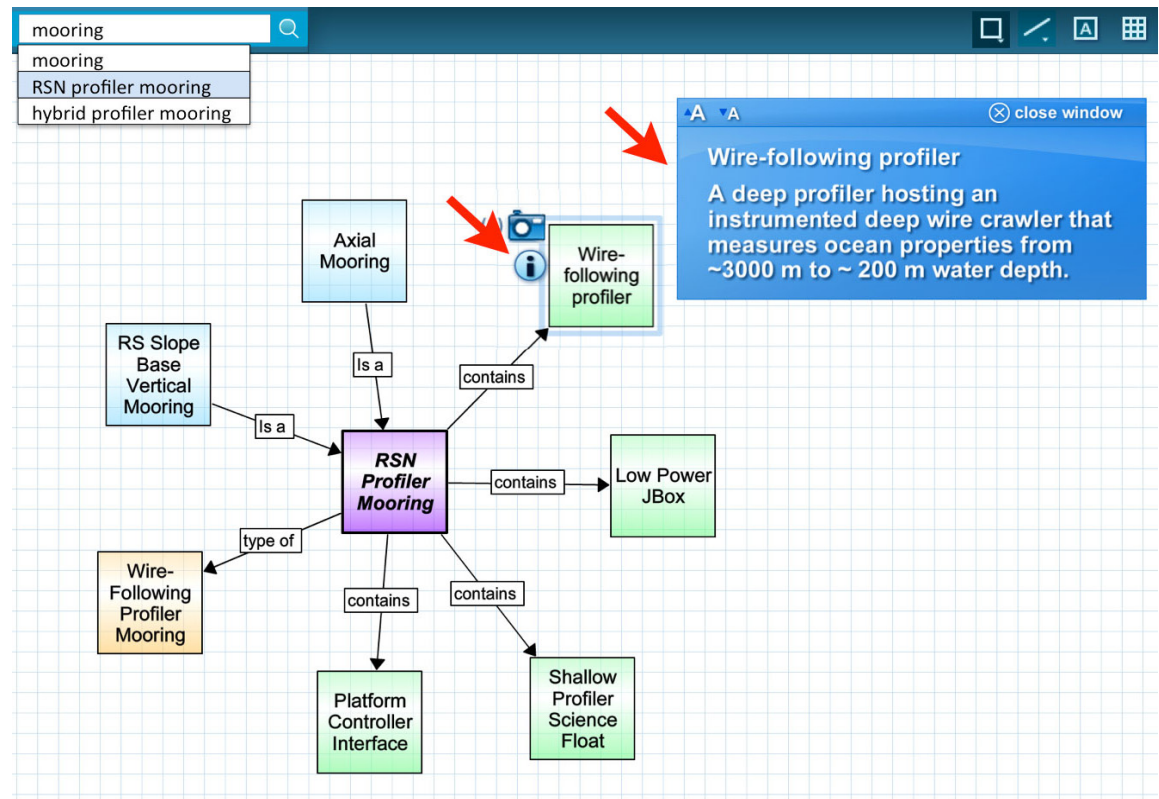 mooring
mooring
RSN profiler mooring
hybrid profiler mooring
A
A A
close window
Wire-following profiler
A deep profiler hosting an
instrumented deep wire crawler that
measures ocean properties from
~3000 m to ~ 200 m water depth.
Axial
Mooring
i
Wire-
following
profiler
RS Slope
Base
Vertical
Mooring
Is a
contains
Is a
RSN
Profiler
Mooring
contains
Low Power
JBox
type of
Wire-
Following
Profiler
Mooring
contains
contains
Platform
Controller
Interface
Shallow
Profiler
Science
Float